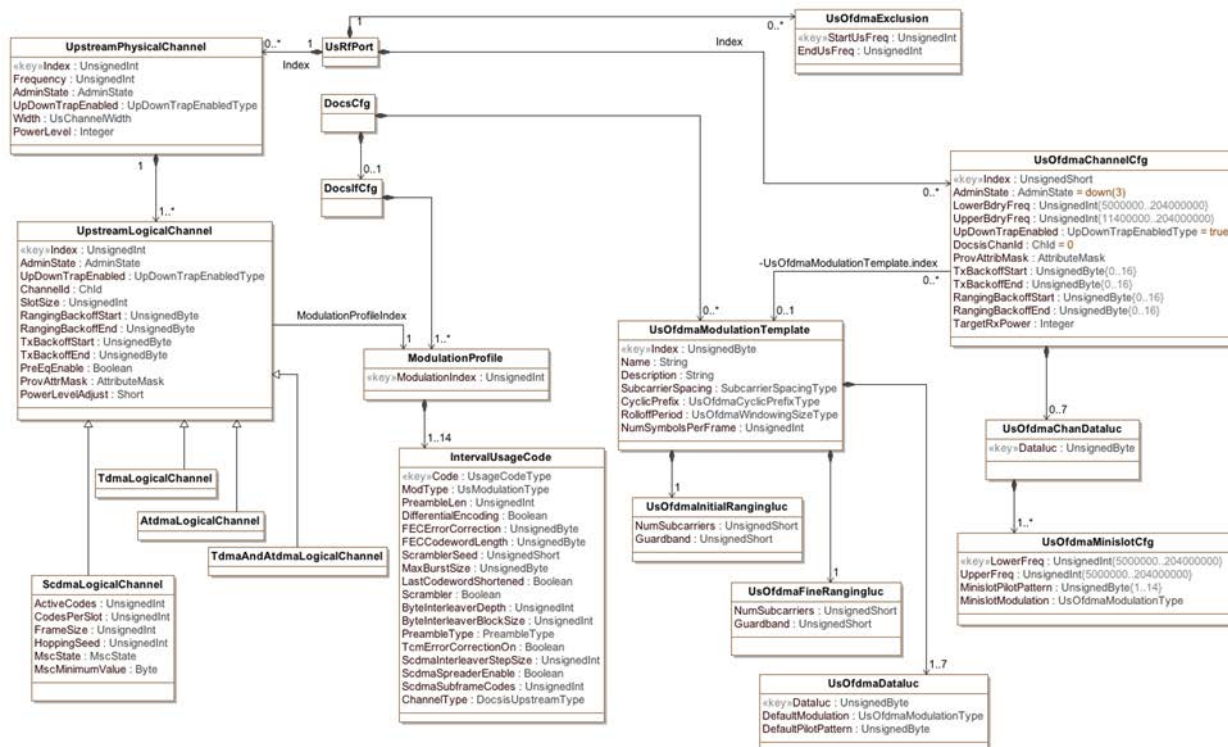 UsOfdmaExclusion
«key»StartUsFreq : UnsignedInt
EndUsFreq : UnsignedInt
1
0..*
UpstreamPhysicalChannel
«key»Index : UnsignedInt
Frequency : UnsignedInt
AdminState : AdminState
UpDownTrapEnabled : UpDownTrapEnabledType
Width : UsChannelWidth
PowerLevel : Integer
0..*
1
Index
UsRfPort
Index
0..*
DocsCfg
0..1
DocsIfCfg
1
1..*
UsOfdmaChannelCfg
«key»Index : UnsignedShort
AdminState : AdminState = down(3)
LowerBdryFreq : UnsignedInt{5000000..204000000}
UpperBdryFreq : UnsignedInt{11400000..204000000}
UpDownTrapEnabled : UpDownTrapEnabledType = true
DocsisChanId : ChId = 0
ProvAttribMask : AttributeMask
TxBackoffStart : UnsignedByte{0..16}
TxBackoffEnd : UnsignedByte{0..16}
RangingBackoffStart : UnsignedByte{0..16}
RangingBackoffEnd : UnsignedByte{0..16}
TargetRxPower : Integer
-UsOfdmaModulationTemplate.index
0..*
0..1
0..*
UpstreamLogicalChannel
«key»Index : UnsignedInt
AdminState : AdminState
UpDownTrapEnabled : UpDownTrapEnabledType
ChannelId : ChId
SlotSize : UnsignedInt
RangingBackoffStart : UnsignedByte
RangingBackoffEnd : UnsignedByte
TxBackoffStart : UnsignedByte
TxBackoffEnd : UnsignedByte
PreEqEnable : Boolean
ProvAttrMask : AttributeMask
PowerLevelAdjust : Short
ModulationProfileIndex
1
1..*
ModulationProfile
«key»ModulationIndex : UnsignedInt
1..14
UsOfdmaModulationTemplate
«key»Index : UnsignedByte
Name : String
Description : String
SubcarrierSpacing : SubcarrierSpacingType
CyclicPrefix : UsOfdmaCyclicPrefixType
RolloffPeriod : UsOfdmaWindowingSizeType
NumSymbolsPerFrame : UnsignedInt
0..7
UsOfdmaChanDataIuc
«key»DataIuc : UnsignedByte
1..*
UsOfdmaMinislotCfg
«key»LowerFreq : UnsignedInt{5000000..204000000}
UpperFreq : UnsignedInt{5000000..204000000}
MinislotPilotPattern : UnsignedByte{1..14}
MinislotModulation : UsOfdmaModulationType
TdmaLogicalChannel
AtdmaLogicalChannel
TdmaAndAtdmaLogicalChannel
ScdmaLogicalChannel
ActiveCodes : UnsignedInt
CodesPerSlot : UnsignedInt
FrameSize : UnsignedInt
HoppingSeed : UnsignedInt
MscState : MscState
MscMinimumValue : Byte
IntervalUsageCode
«key»Code : UsageCodeType
ModType : UsModulationType
PreambleLen : UnsignedInt
DifferentialEncoding : Boolean
FECErrorCorrection : UnsignedByte
FECCodewordLength : UnsignedByte
ScramblerSeed : UnsignedShort
MaxBurstSize : UnsignedByte
LastCodewordShortened : Boolean
Scrambler : Boolean
ByteInterleaverDepth : UnsignedInt
ByteInterleaverBlockSize : UnsignedInt
PreambleType : PreambleType
TcmErrorCorrectionOn : Boolean
ScdmaInterleaverStepSize : UnsignedInt
ScdmaSpreaderEnable : Boolean
ScdmaSubframeCodes : UnsignedInt
ChannelType : DocsisUpstreamType
1
UsOfdmaInitialRangingIuc
NumSubcarriers : UnsignedShort
Guardband : UnsignedShort
1
UsOfdmaFineRangingIuc
NumSubcarriers : UnsignedShort
Guardband : UnsignedShort
1..7
UsOfdmaDataIuc
«key»DataIuc : UnsignedByte
DefaultModulation : UsOfdmaModulationType
DefaultPilotPattern : UnsignedByte